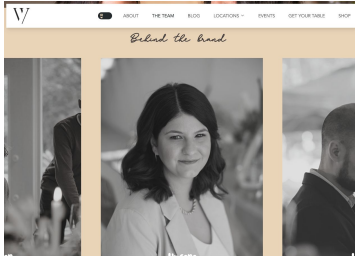 W
ABOUT THE TEAM BLOG LOCATIONS EVENTS GET YOUR TABLE SHOP
Behind the brand